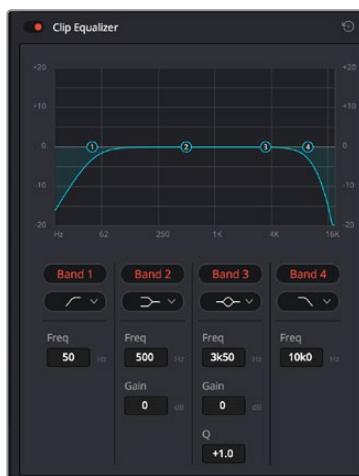 Clip Equalizer
+20 +20
+10 +10
0 0
1 2 3 4
-10 -10
-20 -20
Hz 62 250 1K 4K 16K
Band 1 Band 2 Band 3 Band 4
Freq Freq Freq Freq
50 Hz 500 Hz 3k50 Hz 10k0 Hz
Gain Gain
0 dB 0 dB
Q
+1.0